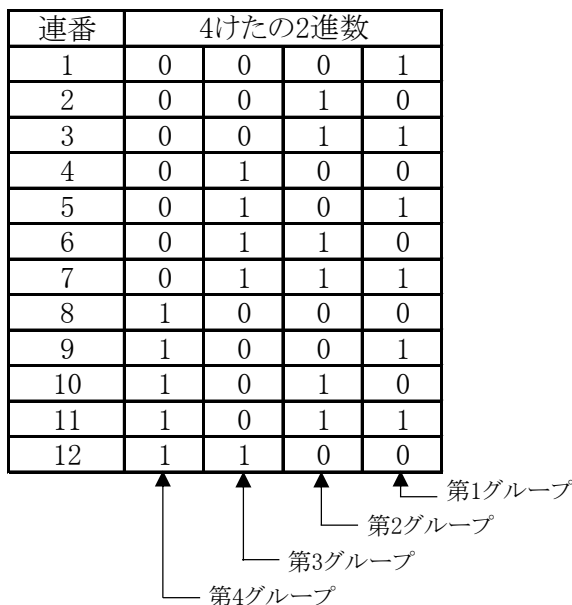 連番 4けたの2進数
1 0 0 0 1
2 0 0 1 0
3 0 0 1 1
4 0 1 0 0
5 0 1 0 1
6 0 1 1 0
7 0 1 1 1
8 1 0 0 0
9 1 0 0 1
10 1 0 1 0
11 1 0 1 1
12 1 1 0 0
第1グループ
第2グループ
第3グループ
第4グループ